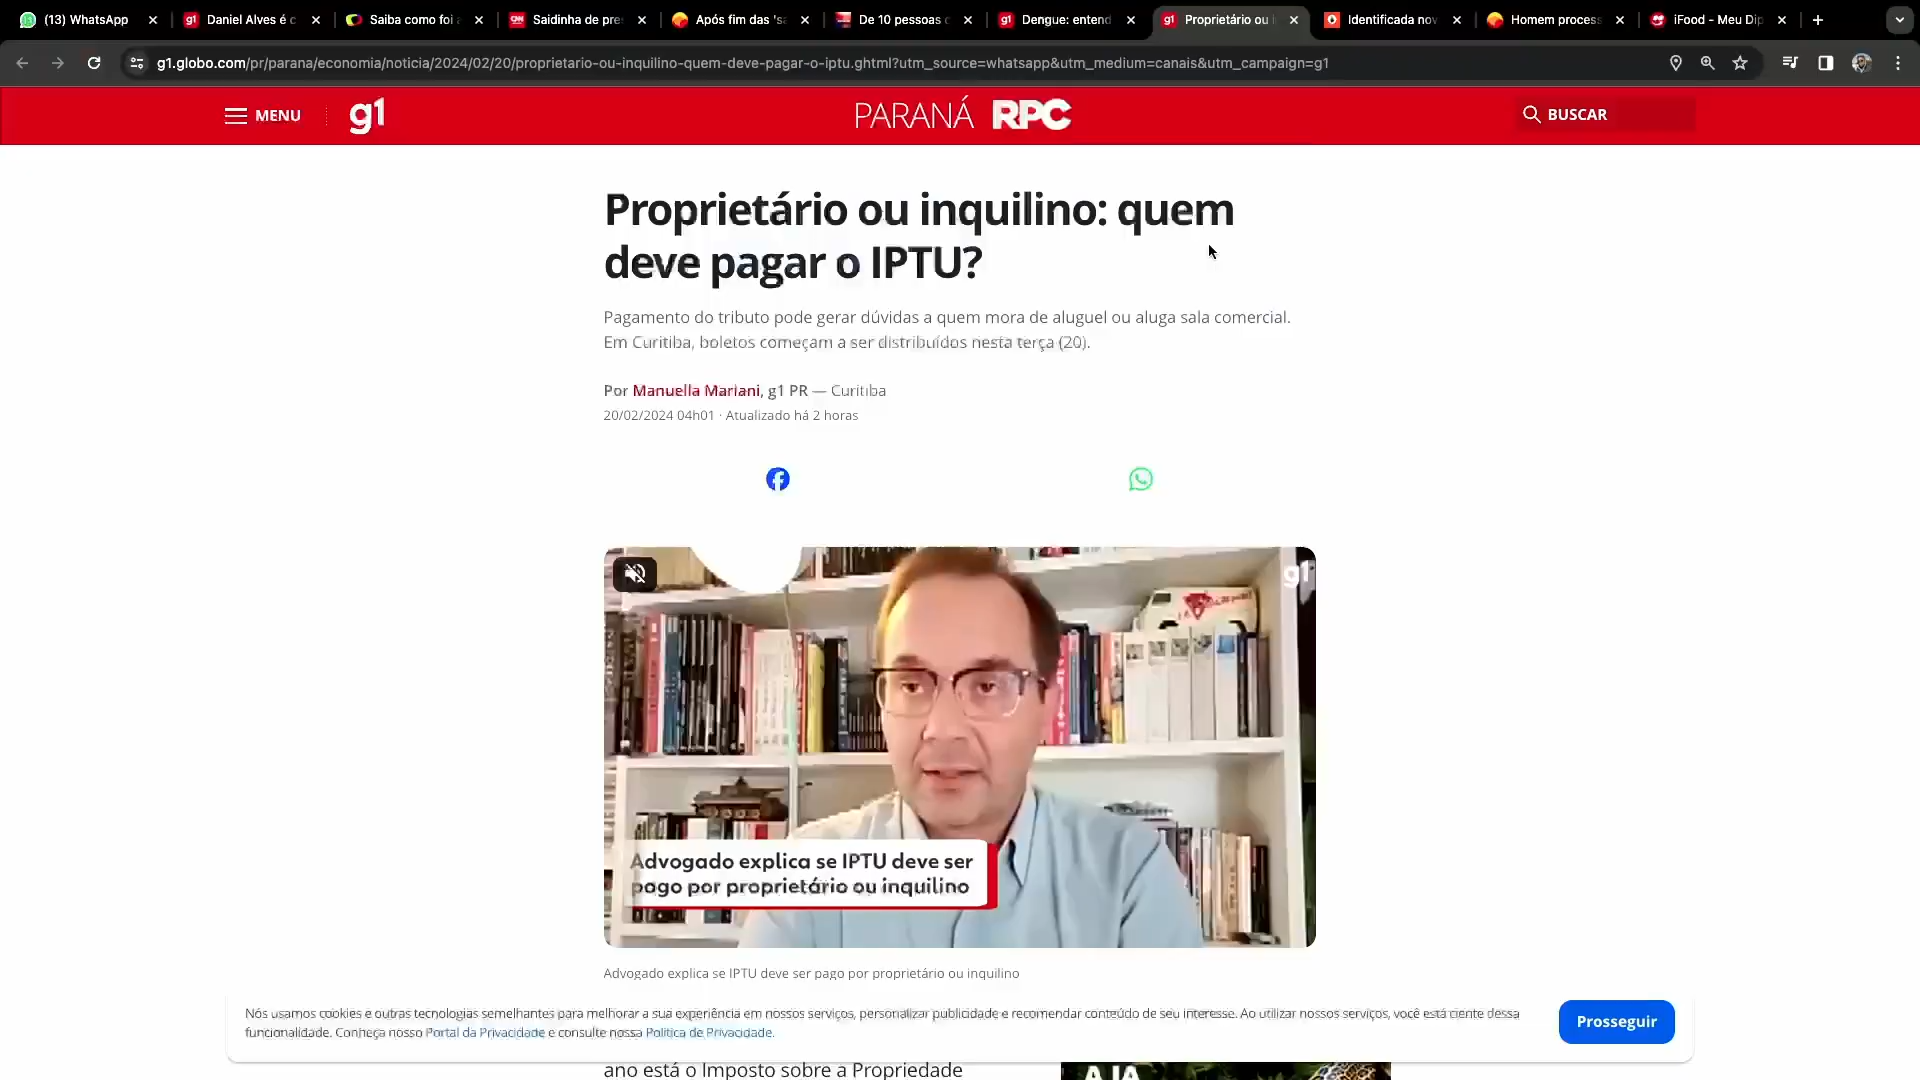 (13) WhatsApp
Daniel Alves é c
Saiba como foi a
Saidinha de pres
Após fim das 'sa
De 10 pessoas c
Dengue: entend
Proprietário ou i
Identificada nov
Homem process
iFood - Meu Dip
g1.globo.com/pr/parana/economia/noticia/2024/02/20/proprietario-ou-inquilino-quem-deve-pagar-o-iptu.ghtml?utm_source=whatsapp&utm_medium=canais&utm_campaign=g1
MENU
g1
PARANÁ RPC
BUSCAR
Proprietário ou inquilino: quem
deve pagar o IPTU?
Pagamento do tributo pode gerar dúvidas a quem mora de aluguel ou aluga sala comercial.
Em Curitiba, boletos começam a ser distribuídos nesta terça (20).
Por Manuella Mariani, g1 PR — Curitiba
20/02/2024 04h01 · Atualizado há 2 horas
g1
Advogado explica se IPTU deve ser
pago por proprietário ou inquilino
Advogado explica se IPTU deve ser pago por proprietário ou inquilino
Nós usamos cookies e outras tecnologias semelhantes para melhorar a sua experiência em nossos serviços, personalizar publicidade e recomendar conteúdo de seu interesse. Ao utilizar nossos serviços, você está ciente dessa
funcionalidade. Conheça nosso Portal da Privacidade e consulte nossa Política de Privacidade.
Prosseguir
ano está o Imposto sobre a Propriedade